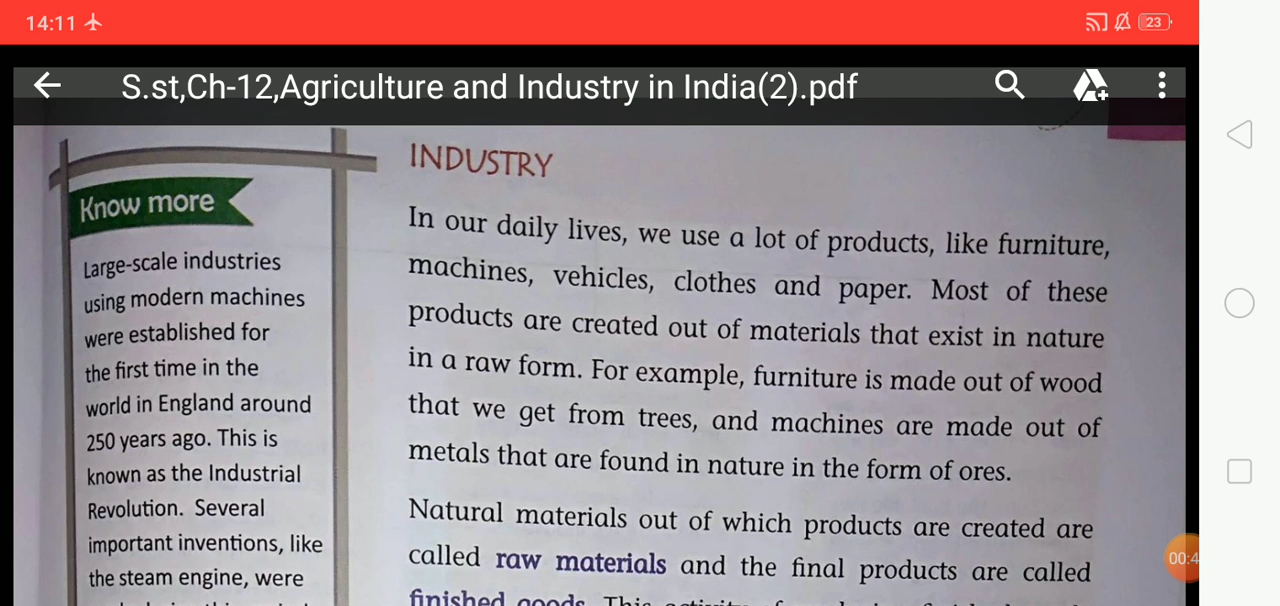 14:11
23
S.st,Ch-12,Agriculture and Industry in India(2).pdf
Know more
Large-scale industries
using modern machines
were established for
the first time in the
world in England around
250 years ago. This is
known as the Industrial
Revolution. Several
important inventions, like
the steam engine, were
INDUSTRY
In our daily lives, we use a lot of products, like furniture,
machines, vehicles, clothes and paper. Most of these
products are created out of materials that exist in nature
in a raw form. For example, furniture is made out of wood
that we get from trees, and machines are made out of
metals that are found in nature in the form of ores.
Natural materials out of which products are created are
called raw materials and the final products are called
finished goods. This
00:4